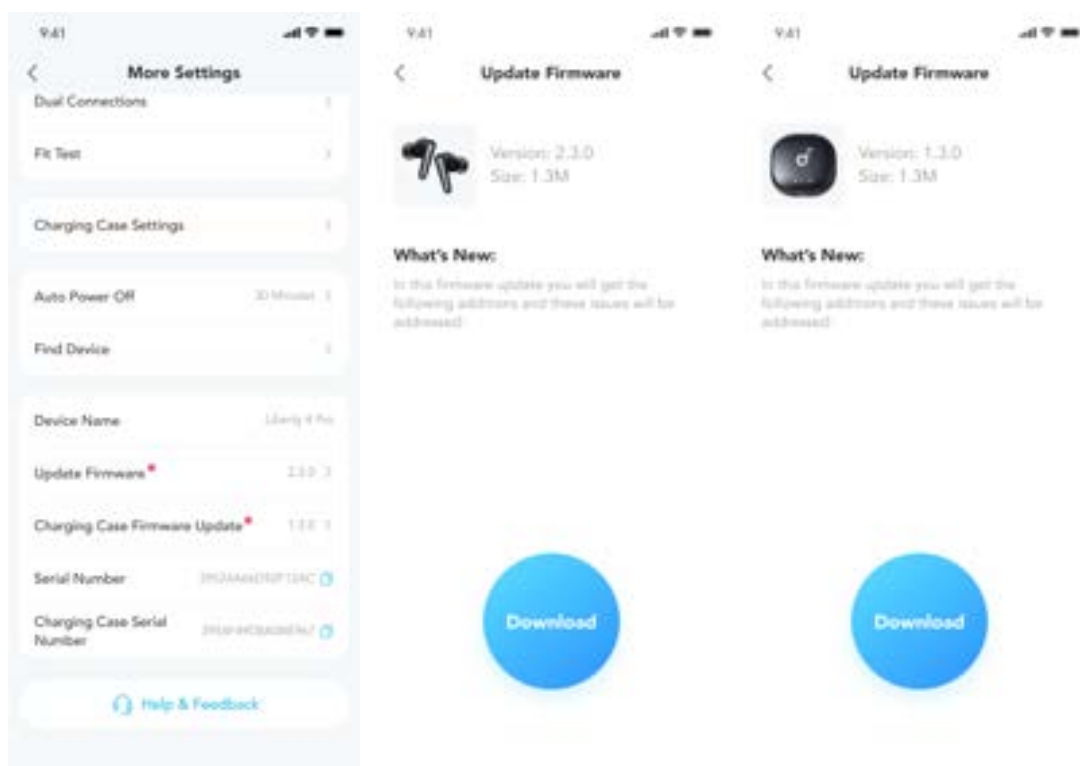 9:41
More Settings
Dual Connections
Fit Test
Charging Case Settings
Auto Power Off 30 Minutes
Find Device
Device Name Liberty 4 Pro
Update Firmware 2.3.0
Charging Case Firmware Update 1.3.0
Serial Number
Charging Case Serial
Number
Help & Feedback
9:41
Update Firmware
Version: 2.3.0
Size: 1.3M
What's New:
In this firmware update you will get the
following additions and these issues will be
addressed:
Download
9:41
Update Firmware
Version: 1.3.0
Size: 1.3M
What's New:
In this firmware update you will get the
following additions and these issues will be
addressed:
Download